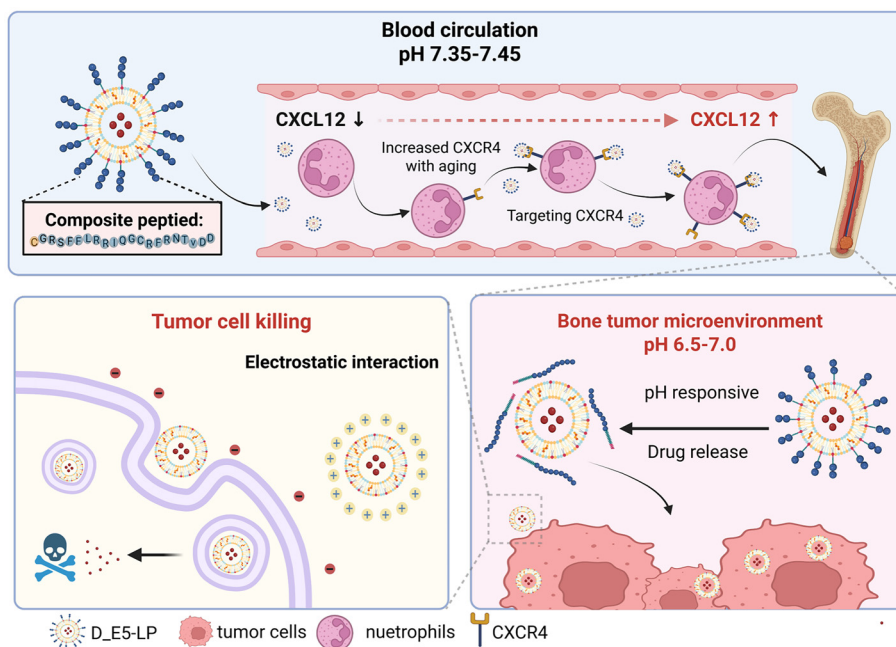 Blood circulation
pH 7.35-7.45
CXCL12 ↓
CXCL12 ↑
Increased CXCR4
with aging
Targeting CXCR4
Composite peptied:
CGRSFFLRRIQGCRFRNTVDD
Tumor cell killing
Electrostatic interaction
Bone tumor microenvironment
pH 6.5-7.0
pH responsive
Drug release
D_E5-LP
tumor cells
nuetrophils
CXCR4